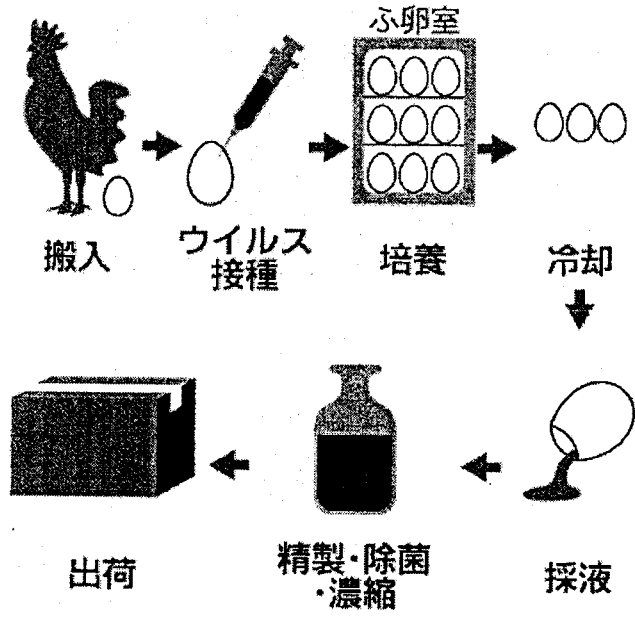 ふ卵室
搬入
ウイルス
接種
培養
冷却
採液
精製・除菌
・濃縮
出荷